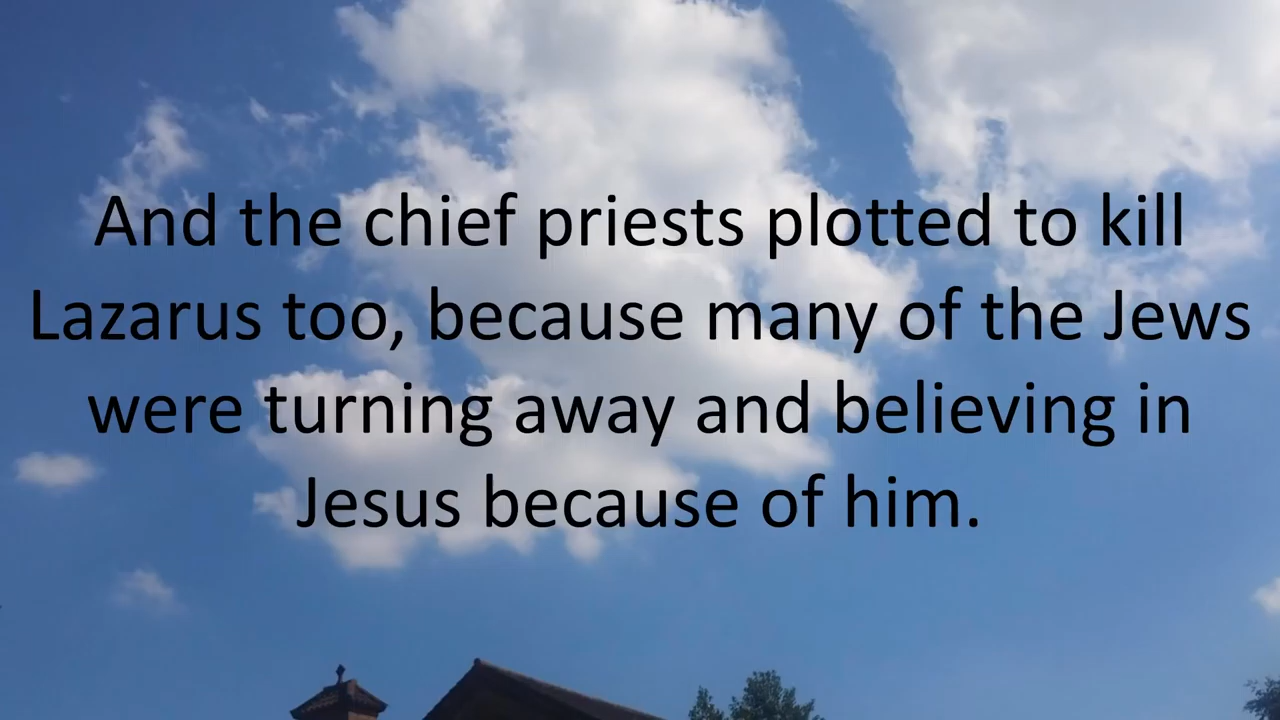 And the chief priests plotted to kill
Lazarus too, because many of the Jews
were turning away and believing in
Jesus because of him.